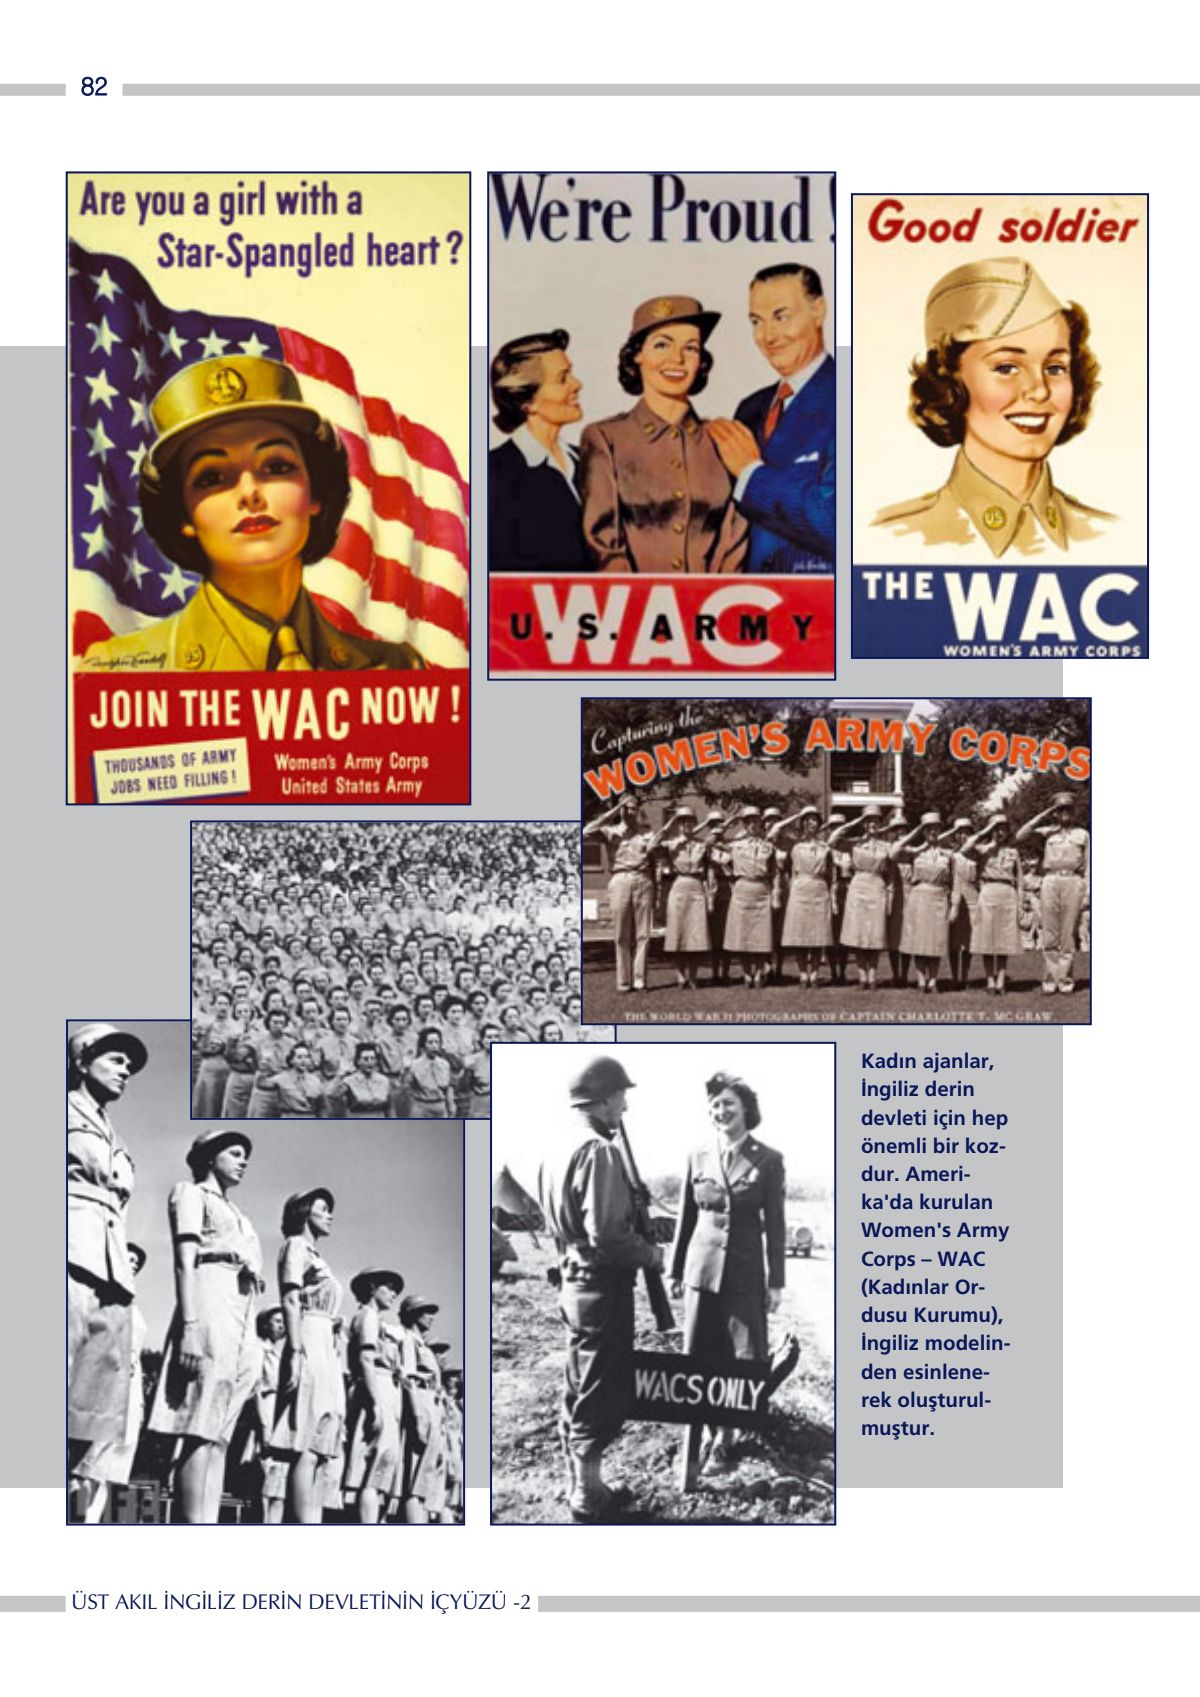 82
Are you a girl with a
Star-Spangled heart?
JOIN THE WAC NOW!
THOUSANDS OF ARMY
JOBS NEED FILLING!
Women's Army Corps
United States Army
We're Proud!
WAC
U.S. ARMY
Good soldier
THE WAC
WOMEN'S ARMY CORPS
Capturing the
WOMEN'S ARMY CORPS
THE WORLD WAR II PHOTOGRAPHS OF CAPTAIN CHARLOTTE T. MC GRAW
WACS ONLY
LIFE
Kadın ajanlar,
İngiliz derin
devleti için hep
önemli bir koz-
dur. Ameri-
ka'da kurulan
Women's Army
Corps – WAC
(Kadınlar Or-
dusu Kurumu),
İngiliz modelin-
den esinlene-
rek oluşturul-
muştur.
ÜST AKIL İNGİLİZ DERİN DEVLETİNİN İÇYÜZÜ -2